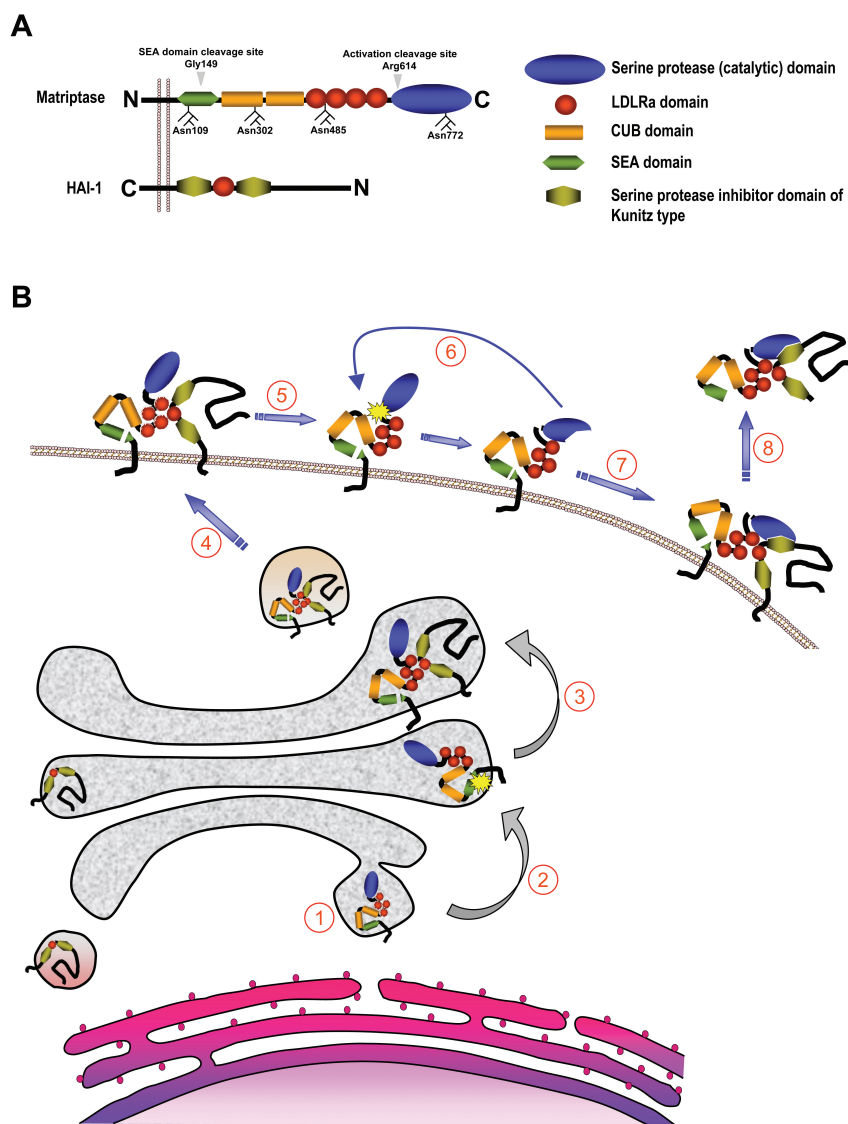 A
SEA domain cleavage site
Gly149
Activation cleavage site
Arg614
Matriptase
N
C
Asn109
Asn302
Asn485
Asn772
HAI-1
C
N
Serine protease (catalytic) domain
LDLRa domain
CUB domain
SEA domain
Serine protease inhibitor domain of
Kunitz type
B
6
5
7
8
4
3
2
1